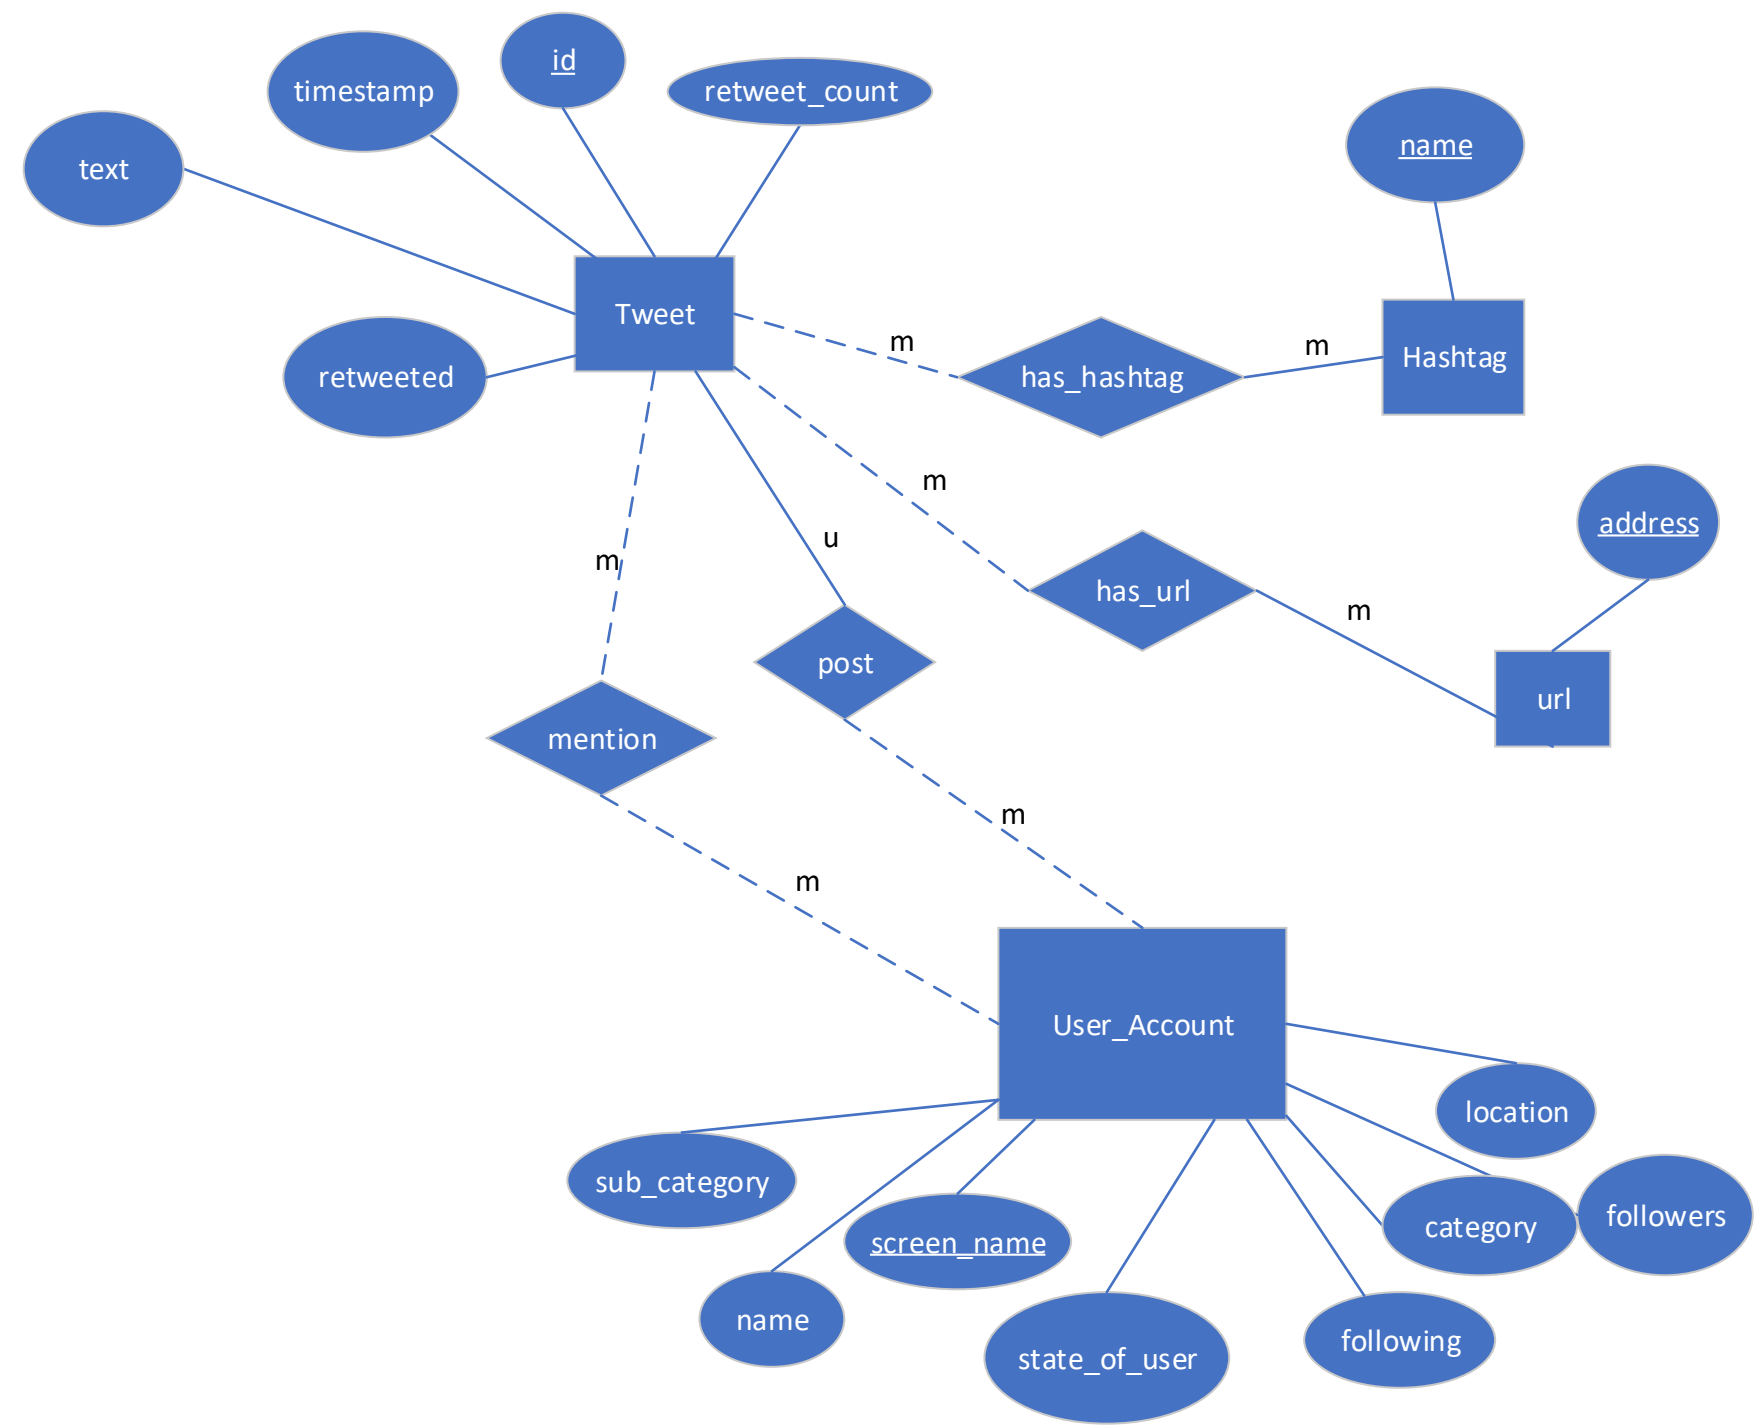 id
timestamp
retweet_count
name
text
Tweet
m
m
Hashtag
retweeted
has_hashtag
m
address
u
m
has_url
m
post
url
mention
m
m
User_Account
location
sub_category
followers
category
screen_name
name
following
state_of_user